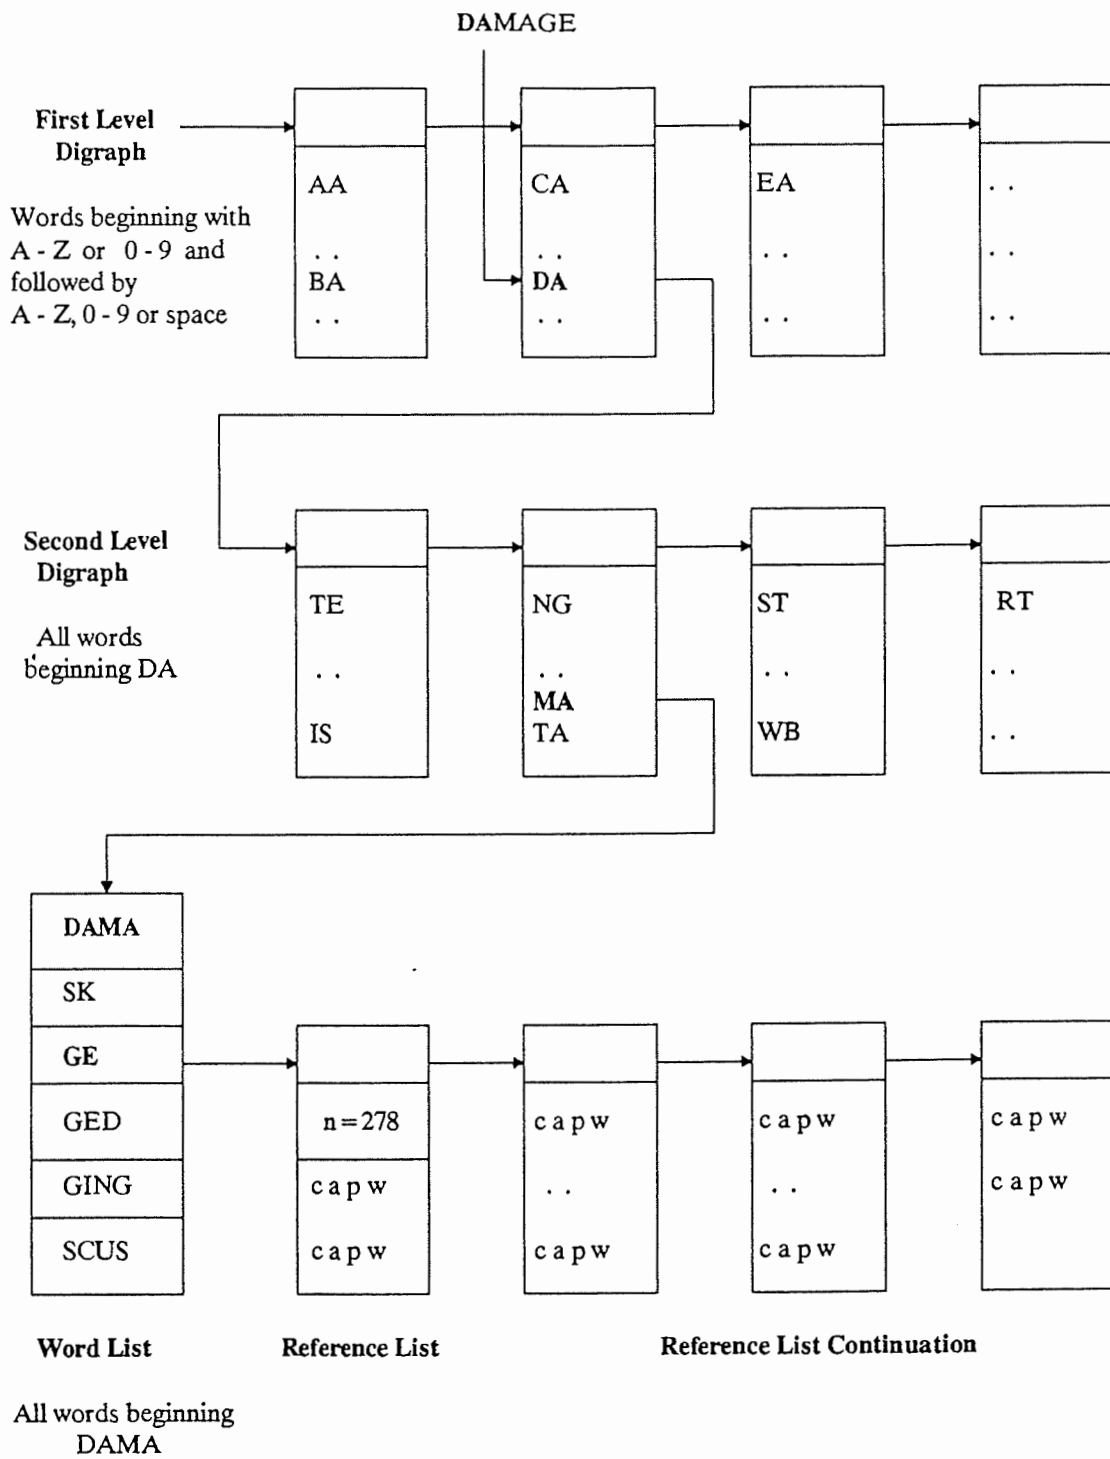 DAMAGE
First Level
Digraph
Words beginning with
A - Z or 0 - 9 and
followed by
A - Z, 0 - 9 or space
AA
. .
BA
. .
CA
. .
DA
. .
EA
. .
. .
. .
. .
. .
Second Level
Digraph
All words
beginning DA
TE
. .
IS
NG
. .
MA
TA
ST
. .
WB
RT
. .
. .
DAMA
SK
GE
GED
GING
SCUS
n=278
c a p w
c a p w
c a p w
. .
c a p w
c a p w
. .
c a p w
c a p w
c a p w
Word List
Reference List
Reference List Continuation
All words beginning
DAMA